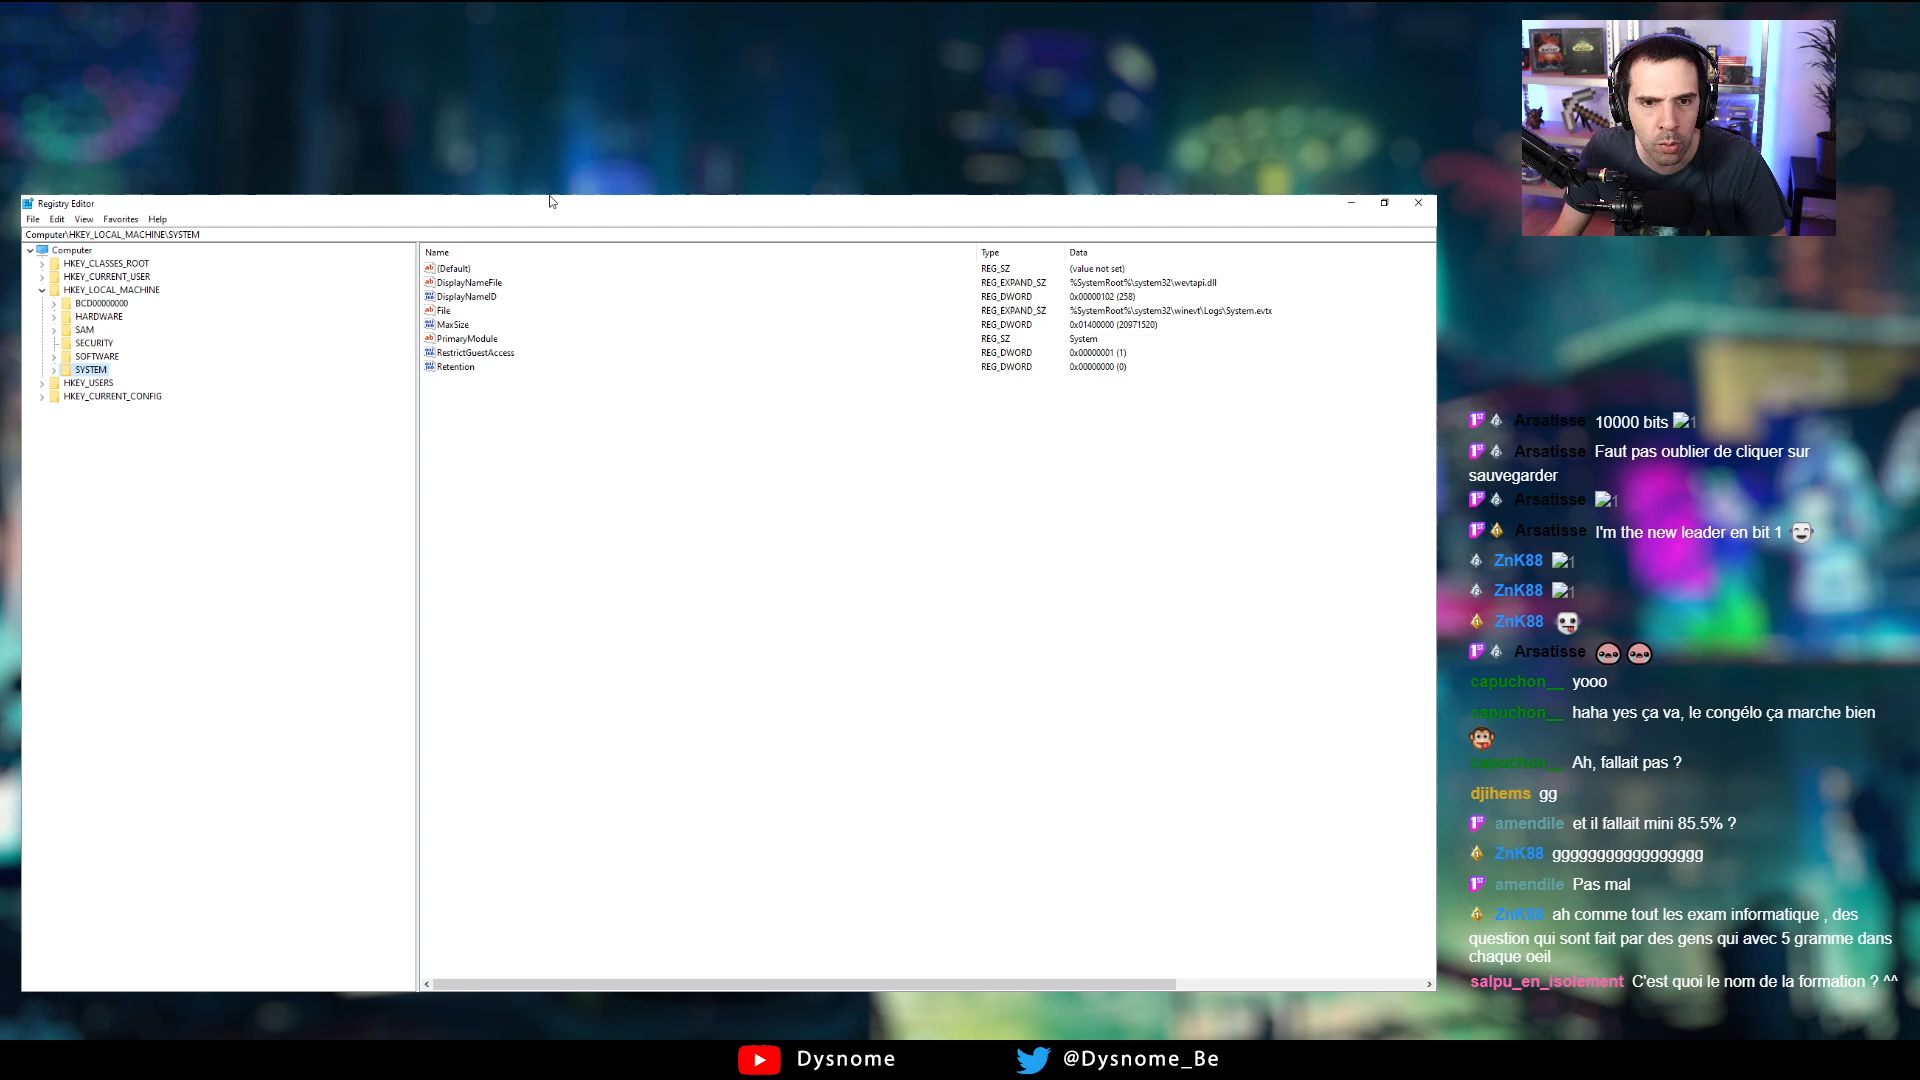 Registry Editor
File Edit View Favorites Help
Computer\HKEY_LOCAL_MACHINE\SYSTEM
Computer
HKEY_CLASSES_ROOT
HKEY_CURRENT_USER
HKEY_LOCAL_MACHINE
BCD00000000
HARDWARE
SAM
SECURITY
SOFTWARE
SYSTEM
HKEY_USERS
HKEY_CURRENT_CONFIG
Name Type Data
(Default) REG_SZ (value not set)
DisplayNameFile REG_EXPAND_SZ %SystemRoot%\system32\wevtapi.dll
DisplayNameID REG_DWORD 0x00000102 (258)
File REG_EXPAND_SZ %SystemRoot%\system32\winevt\Logs\System.evtx
MaxSize REG_DWORD 0x01400000 (20971520)
PrimaryModule REG_SZ System
RestrictGuestAccess REG_DWORD 0x00000001 (1)
Retention REG_DWORD 0x00000000 (0)
Arsatisse 10000 bits 1
Arsatisse Faut pas oublier de cliquer sur
sauvegarder
Arsatisse 1
Arsatisse I'm the new leader en bit 1
ZnK88 1
ZnK88 1
ZnK88
Arsatisse
capuchon__ yooo
capuchon__ haha yes ça va, le congélo ça marche bien
capuchon__ Ah, fallait pas ?
djihems gg
amendile et il fallait mini 85.5% ?
ZnK88 ggggggggggggggggg
amendile Pas mal
ZnK88 ah comme tout les exam informatique , des
question qui sont fait par des gens qui avec 5 gramme dans
chaque oeil
salpu_en_isolement C'est quoi le nom de la formation ? ^^
Dysnome @Dysnome_Be